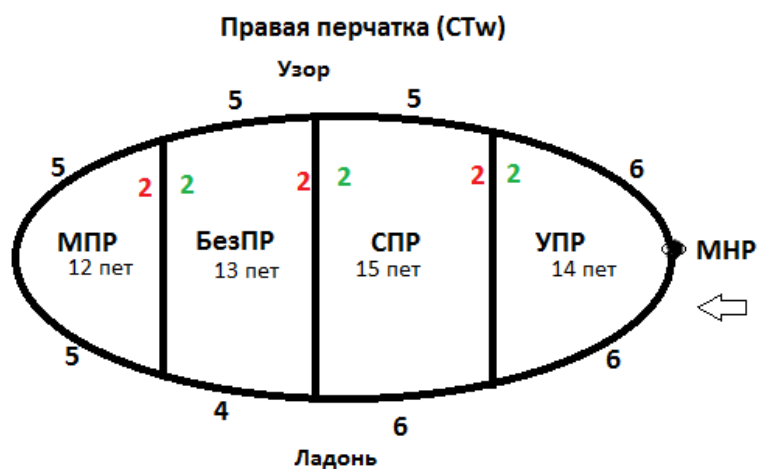 Правая перчатка (CTw)
Узор
5 5
5 6
2 2 2 2 2 2
МПР БезПР СПР УПР МНР
12 пет 13 пет 15 пет 14 пет
5 6
4 6
Ладонь